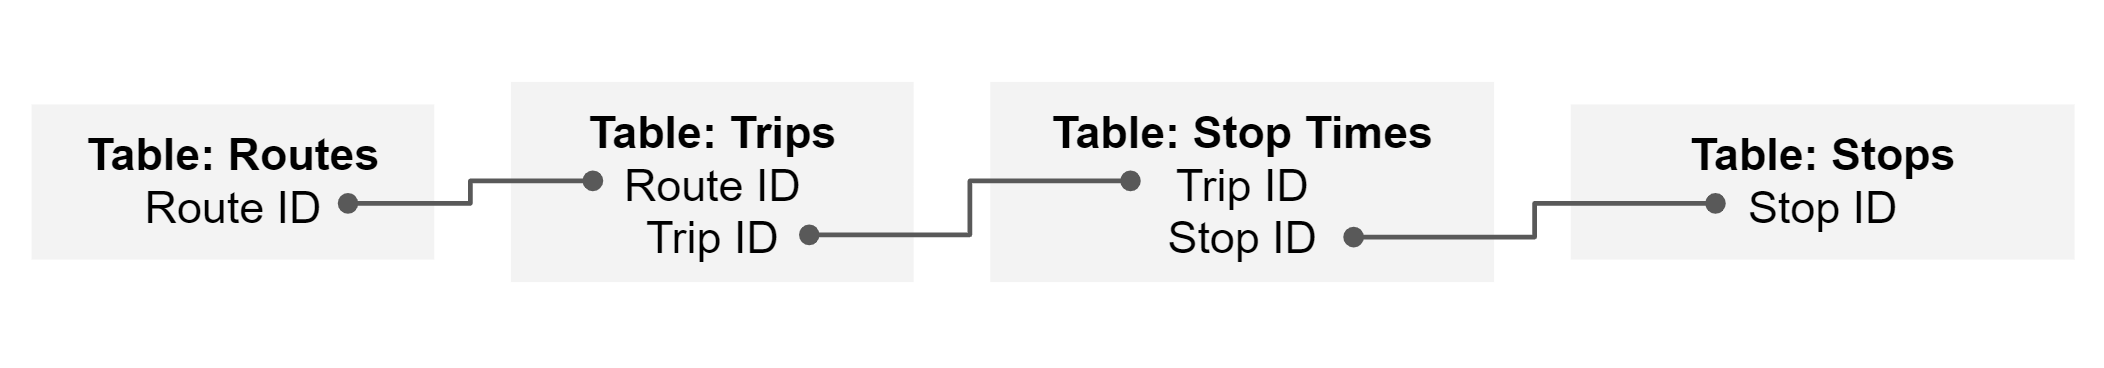 Table: Routes
Route ID
Table: Trips
Route ID
Trip ID
Table: Stop Times
Trip ID
Stop ID
Table: Stops
Stop ID